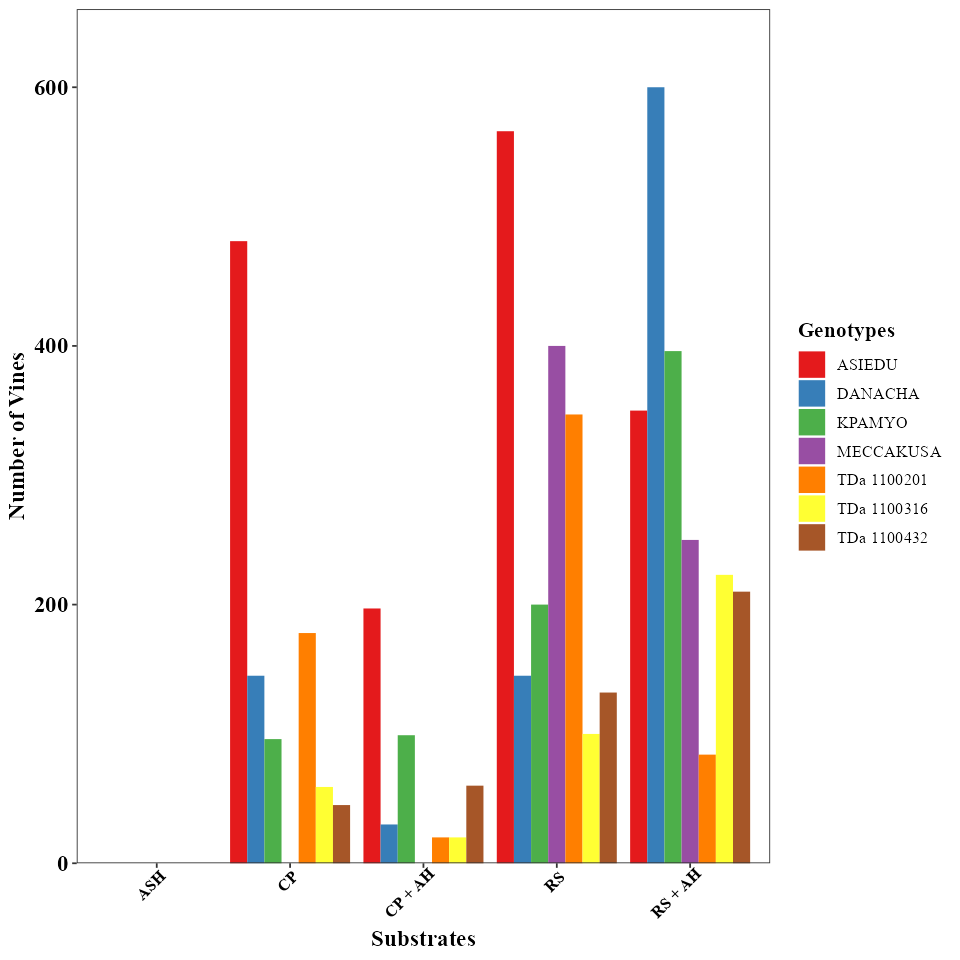 600
400
200
0
Number of Vines
ASH
CP
CP + AH
RS
RS + AH
Substrates
Genotypes
ASIEDU
DANACHA
KPAMYO
MECCAKUSA
TDa 1100201
TDa 1100316
TDa 1100432